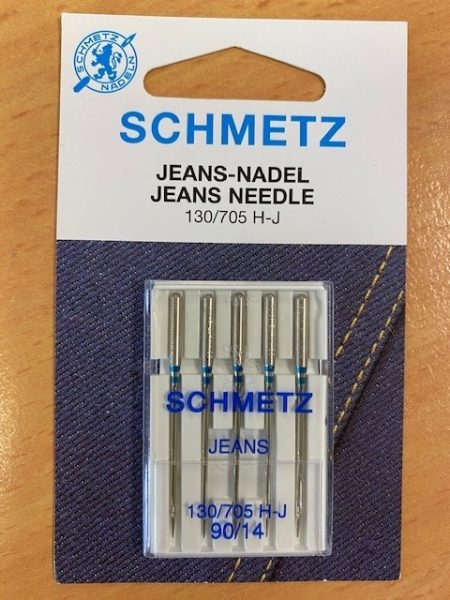 SCHMETZ
NADELN
SCHMETZ
JEANS-NADEL
JEANS NEEDLE
130/705 H-J
SCHMETZ
JEANS
130/705 H-J
90/14